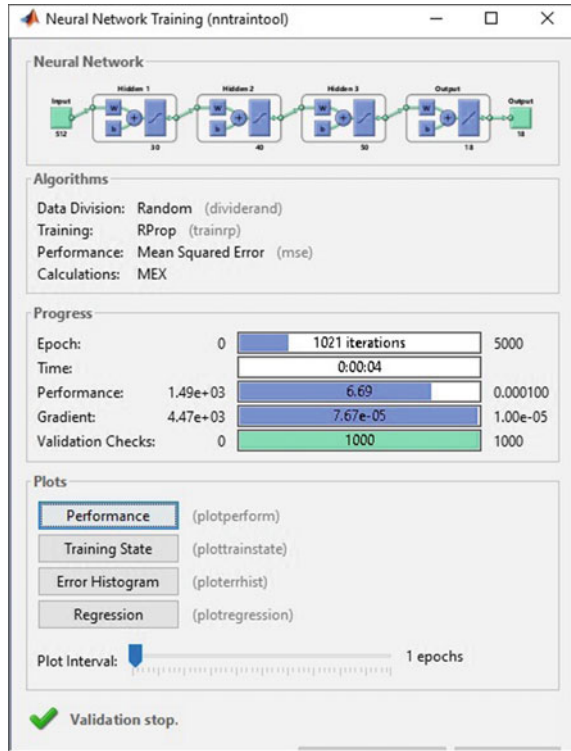 Neural Network Training (nntraintool)
Neural Network
Hidden 1 Hidden 2 Hidden 3 Output
Input Output
W W W W
b b b b
512 18
30 40 50 18
Algorithms
Data Division: Random (dividerand)
Training: RProp (trainrp)
Performance: Mean Squared Error (mse)
Calculations: MEX
Progress
Epoch: 0 1021 iterations 5000
Time: 0:00:04
Performance: 1.49e+03 6.69 0.000100
Gradient: 4.47e+03 7.67e-05 1.00e-05
Validation Checks: 0 1000 1000
Plots
Performance (plotperform)
Training State (plottrainstate)
Error Histogram (ploterrhist)
Regression (plotregression)
Plot Interval: 1 epochs
Validation stop.